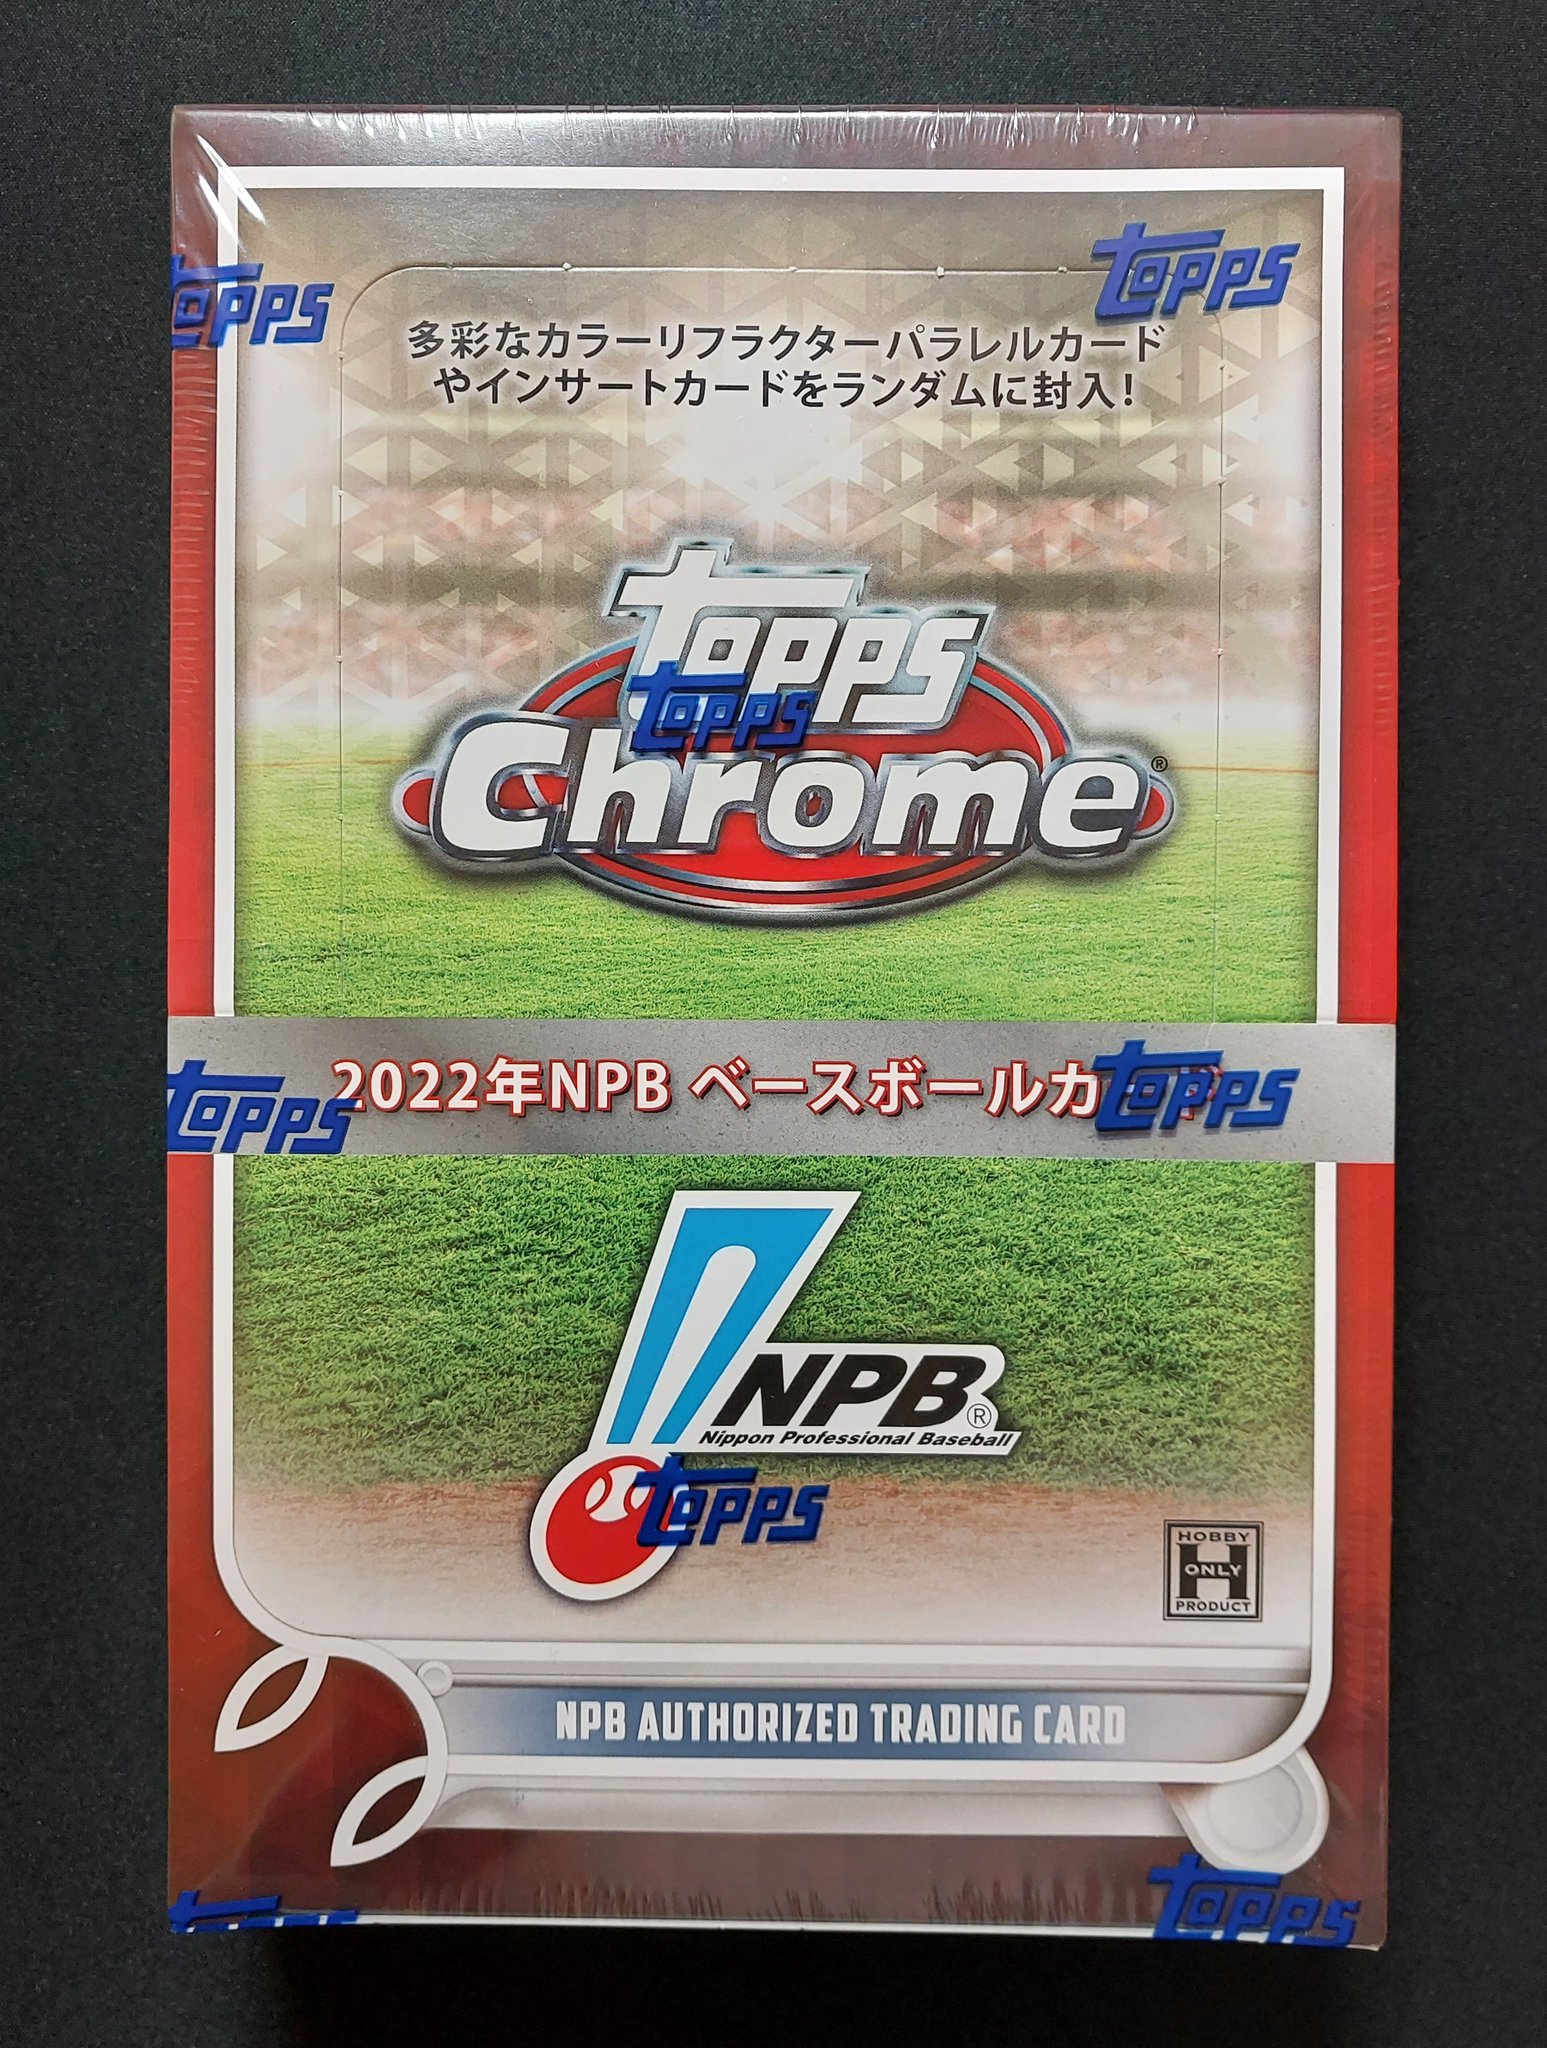 TOPPS
TOPPS
多彩なカラーリフラクターパラレルカード
やインサートカードをランダムに封入!
TOPPS
TOPPS
Chrome®
2022年NPB ベースボールカード
TOPPS
TOPPS
NPB®
Nippon Professional Baseball
TOPPS
HOBBY
H
ONLY
PRODUCT
NPB AUTHORIZED TRADING CARD
TOPPS
TOPPS